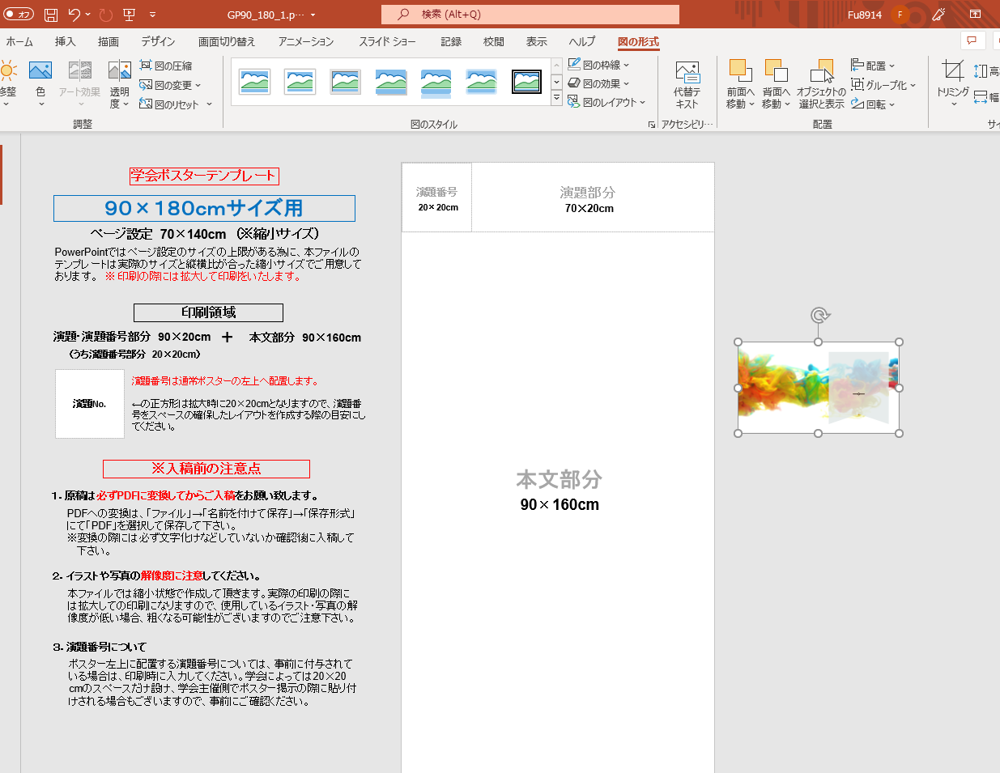 オフ
GP90_180_1.p…
検索 (Alt+Q)
Fu8914
F
ホーム 挿入 描画 デザイン 画面切り替え アニメーション スライド ショー 記録 校閲 表示 ヘルプ 図の形式
修整
色
アート効果
透明度
図の圧縮
図の変更
図のリセット
調整
図のスタイル
図の枠線
図の効果
図のレイアウト
代替テキスト
アクセシビリ…
前面へ移動
背面へ移動
オブジェクトの選択と表示
配置
グループ化
回転
配置
トリミング
高
幅
サイ
学会ポスターテンプレート
90×180cmサイズ用
ページ設定 70×140cm （※縮小サイズ）
PowerPointではページ設定のサイズの上限がある為に、本ファイルの
テンプレートは実際のサイズと縦横比が合った縮小サイズでご用意して
おります。 ※印刷の際には拡大して印刷をいたします。
印刷領域
演題・演題番号部分 90×20cm ＋ 本文部分 90×160cm
（うち演題番号部分 20×20cm）
演題No.
演題番号は通常ポスターの左上へ配置します。
←の正方形は拡大時に20×20cmとなりますので、演題番
号をスペースの確保したレイアウトを作成する際の目安にし
てください。
※入稿前の注意点
1. 原稿は必ずPDFに変換してからご入稿をお願い致します。
PDFへの変換は、「ファイル」→「名前を付けて保存」→「保存形式」
にて「PDF」を選択して保存して下さい。
※変換の際には必ず文字化けなどしていないか確認後に入稿して
下さい。
2. イラストや写真の解像度に注意してください。
本ファイルでは縮小状態で作成して頂きます。実際の印刷の際に
は拡大しての印刷になりますので、使用しているイラスト・写真の解
像度が低い場合、粗くなる可能性がございますのでご注意下さい。
3. 演題番号について
ポスター左上に配置する演題番号については、事前に付与されて
いる場合は、印刷時に入力してください。学会によっては20×20
cmのスペースだけ設け、学会主催側でポスター掲示の際に貼り付
けされる場合もございますので、事前にご確認ください。
演題番号
20×20cm
演題部分
70×20cm
本文部分
90×160cm